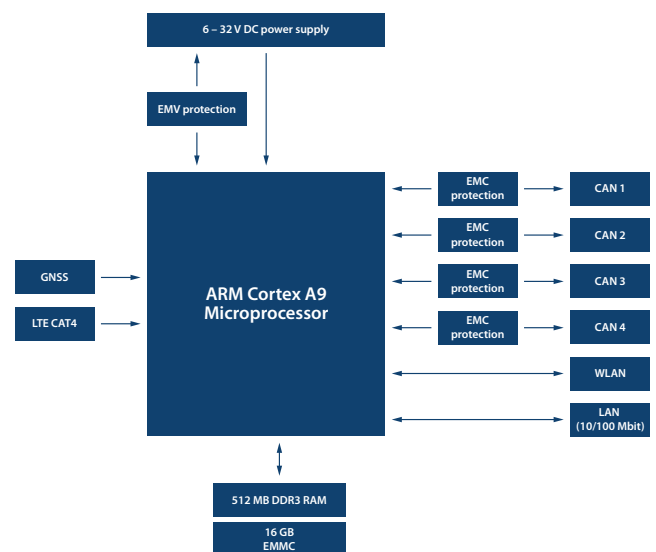 6 – 32 V DC power supply
EMV protection
EMC
protection
CAN 1
EMC
protection
CAN 2
GNSS
EMC
protection
CAN 3
ARM Cortex A9
Microprocessor
LTE CAT4
EMC
protection
CAN 4
WLAN
LAN
(10/100 Mbit)
512 MB DDR3 RAM
16 GB
EMMC